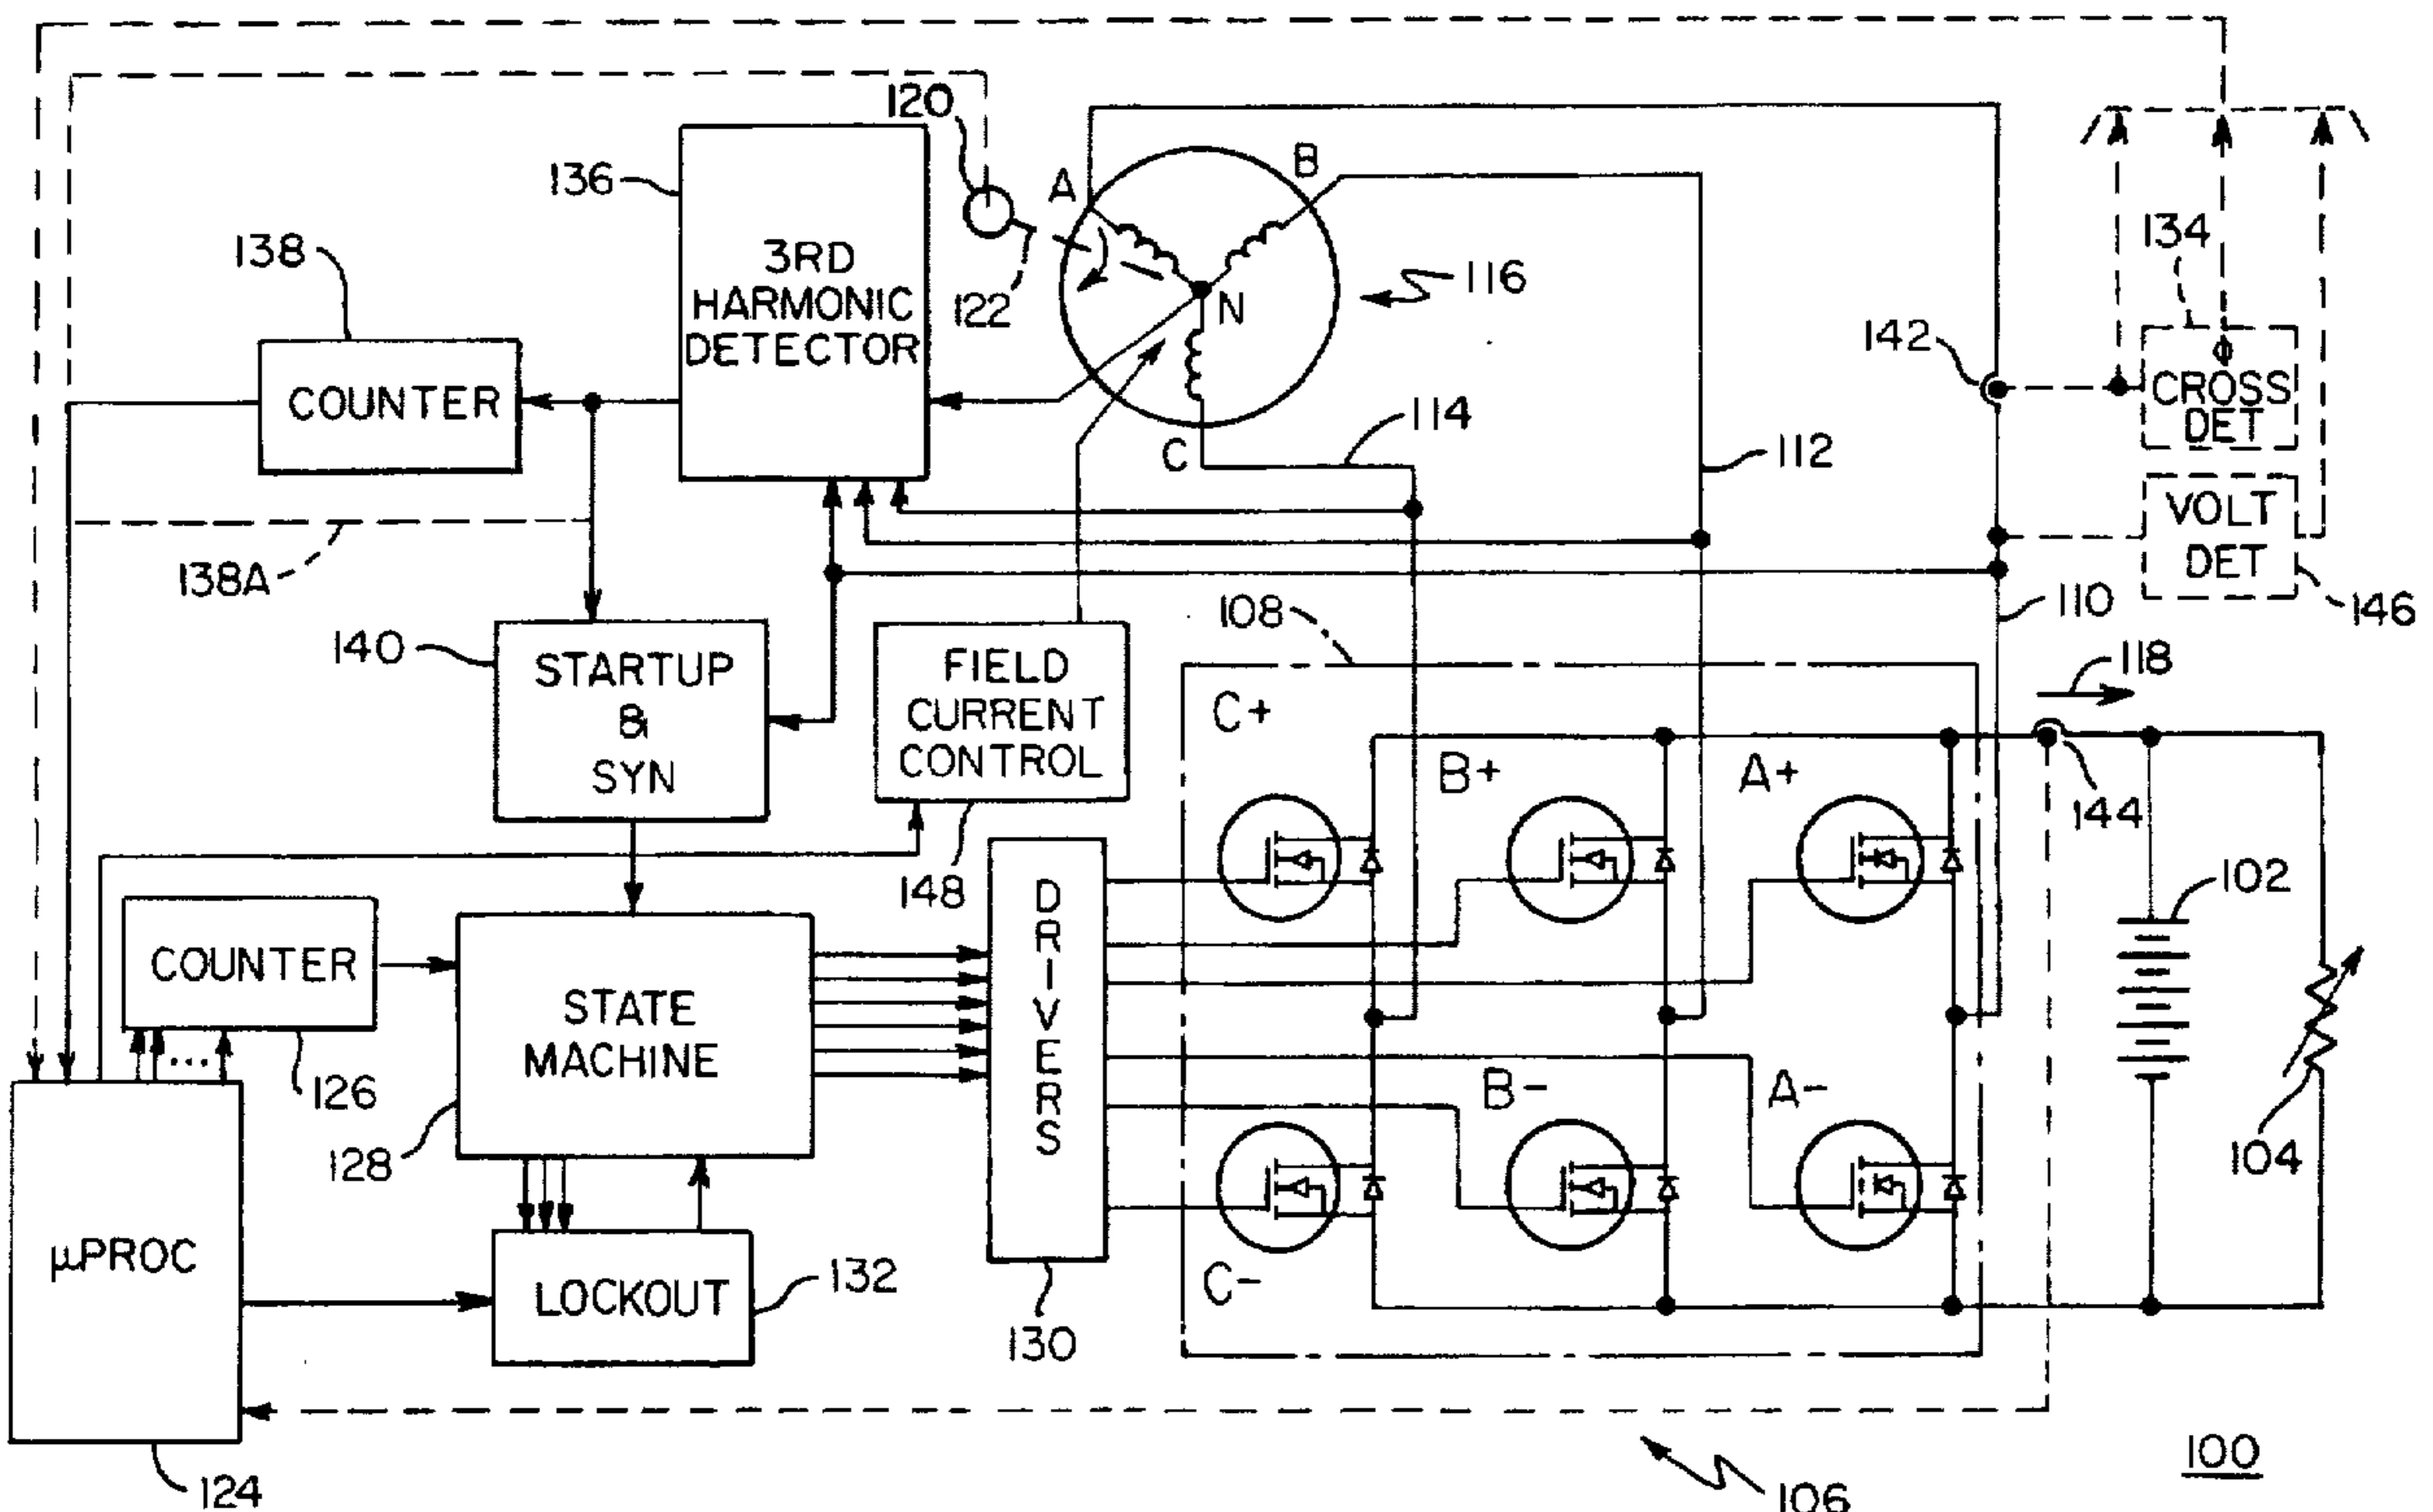 120
136
3RD
HARMONIC
DETECTOR
A
B
N
C
122
116
138
COUNTER
138A
134
142
ϕ
CROSS
DET
VOLT
DET
146
114
112
110
108
118
140
STARTUP
&
SYN
FIELD
CURRENT
CONTROL
148
C+
B+
A+
144
102
104
COUNTER
126
STATE
MACHINE
128
DRIVERS
130
B-
A-
C-
μPROC
124
LOCKOUT
132
106
100